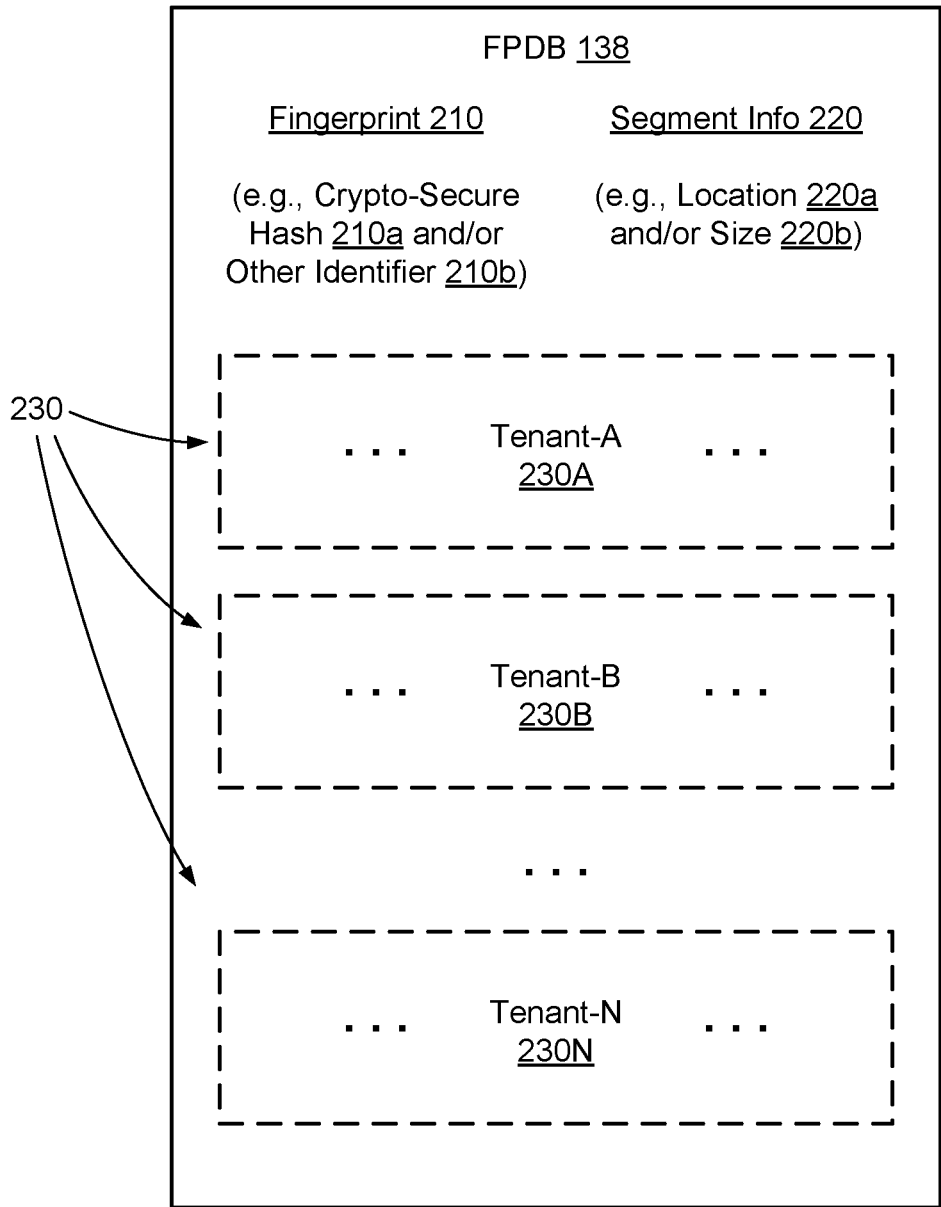 FPDB 138
Fingerprint 210
Segment Info 220
(e.g., Crypto-Secure
Hash 210a and/or
Other Identifier 210b)
(e.g., Location 220a
and/or Size 220b)
230
. . . Tenant-A . . .
230A
. . . Tenant-B . . .
230B
. . .
. . . Tenant-N . . .
230N